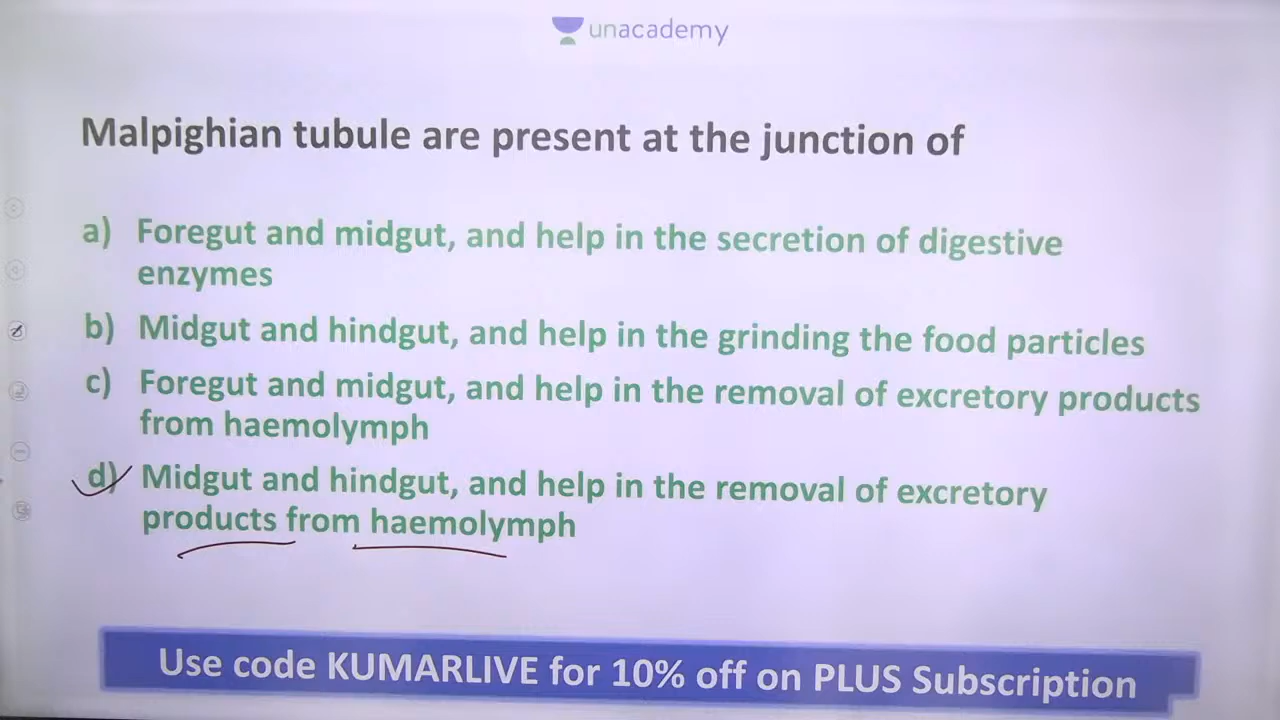 unacademy
Malpighian tubule are present at the junction of
a) Foregut and midgut, and help in the secretion of digestive
enzymes
b) Midgut and hindgut, and help in the grinding the food particles
c) Foregut and midgut, and help in the removal of excretory products
from haemolymph
d) Midgut and hindgut, and help in the removal of excretory
products from haemolymph
Use code KUMARLIVE for 10% off on PLUS Subscription